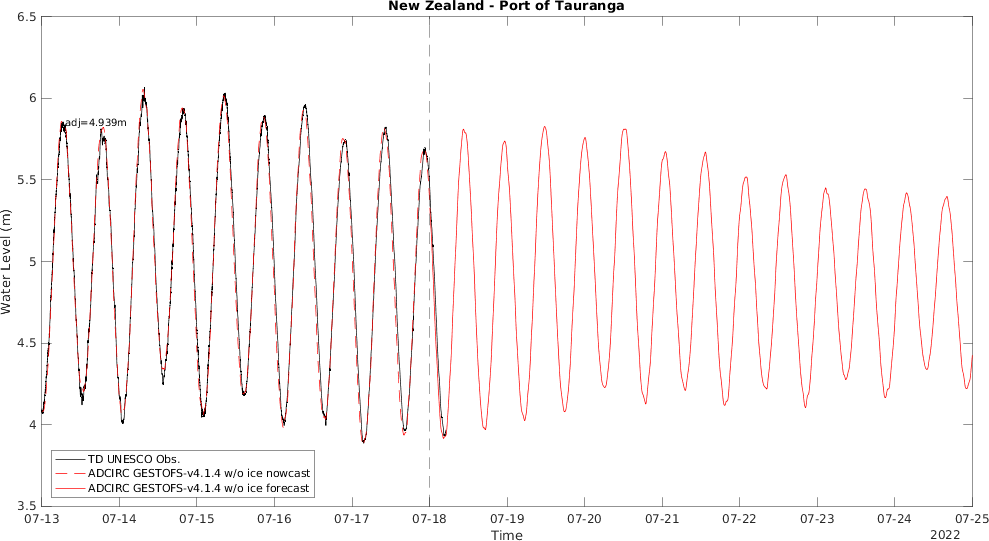 New Zealand - Port of Tauranga
6.5
6
5.5
5
4.5
4
3.5
Water Level (m)
adj=4.939m
TD UNESCO Obs.
ADCIRC GESTOFS-v4.1.4 w/o ice nowcast
ADCIRC GESTOFS-v4.1.4 w/o ice forecast
07-13 07-14 07-15 07-16 07-17 07-18 07-19 07-20 07-21 07-22 07-23 07-24 07-25
Time
2022